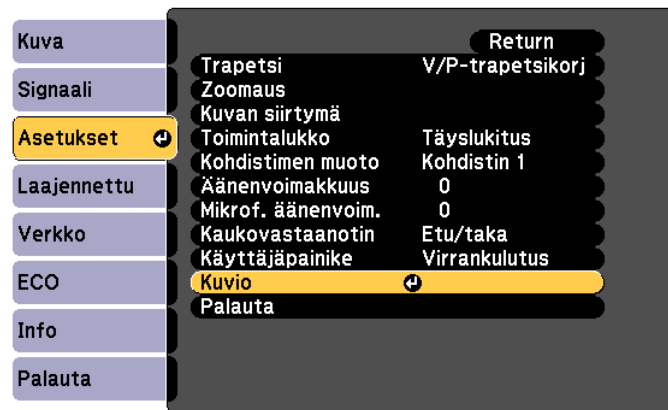 Kuva
Signaali
Asetukset
Laajennettu
Verkko
ECO
Info
Palauta
Return
Trapetsi V/P-trapetsikorj
Zoomaus
Kuvan siirtymä
Toimintalukko Täyslukitus
Kohdistimen muoto Kohdistin 1
Äänenvoimakkuus 0
Mikrof. äänenvoim. 0
Kaukovastaanotin Etu/taka
Käyttäjäpainike Virrankulutus
Kuvio
Palauta